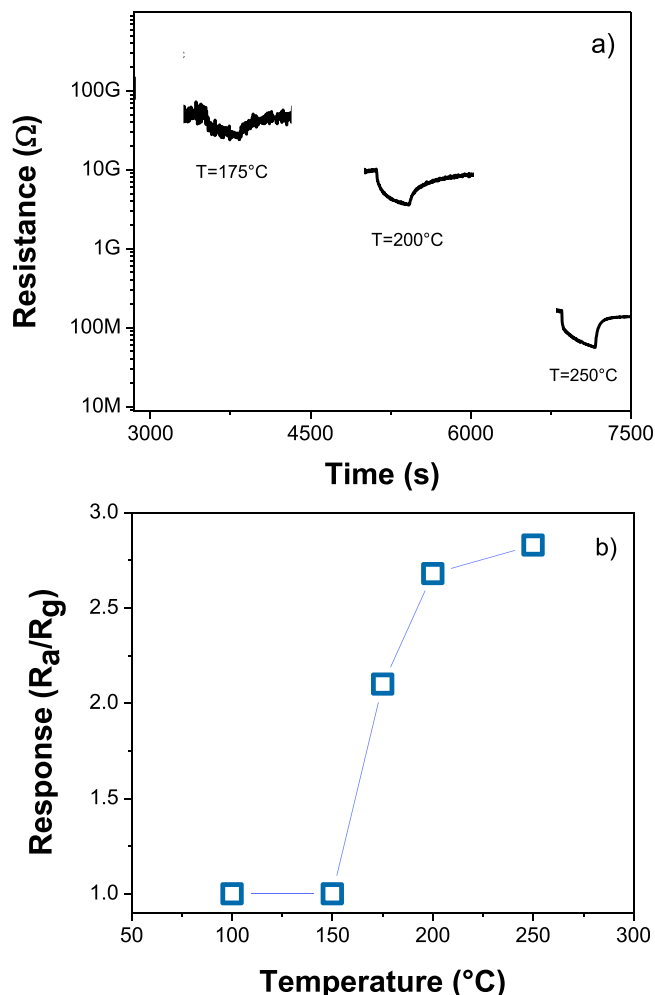 a)
100G
10G
1G
100M
10M
Resistance (Ω)
T=175°C
T=200°C
T=250°C
3000 4500 6000 7500
Time (s)
b)
3.0
2.5
2.0
1.5
1.0
Response (Ra/Rg)
50 100 150 200 250 300
Temperature (°C)